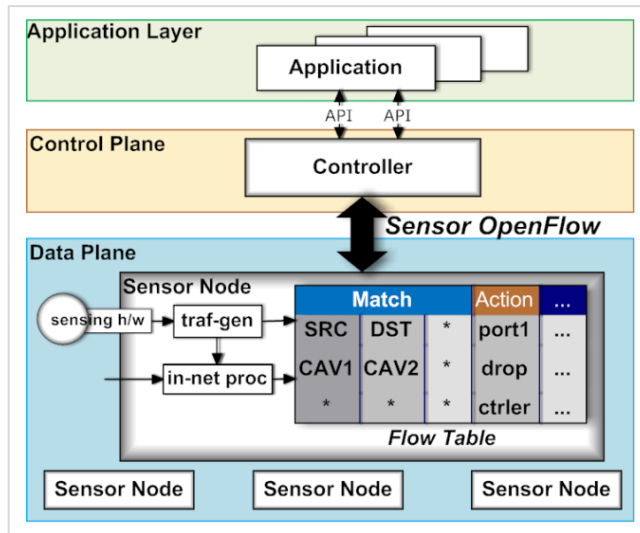 Application Layer
Application
API API
Control Plane
Controller
Sensor OpenFlow
Data Plane
Sensor Node
Match Action ...
sensing h/w traf-gen SRC DST * port1 ...
CAV1 CAV2 * drop ...
in-net proc
* * * ctrler ...
Flow Table
Sensor Node Sensor Node Sensor Node